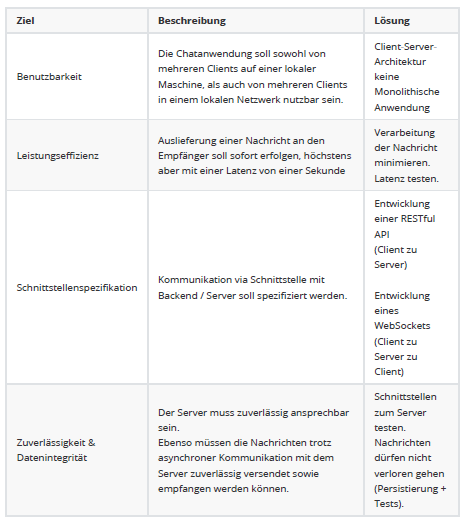 Ziel Beschreibung Lösung
Benutzbarkeit
Die Chatanwendung soll sowohl von
mehreren Clients auf einer lokaler
Maschine, als auch von mehreren Clients
in einem lokalen Netzwerk nutzbar sein.
Client-Server-
Architektur
keine
Monolithische
Anwendung
Leistungseffizienz
Auslieferung einer Nachricht an den
Empfänger soll sofort erfolgen, höchstens
aber mit einer Latenz von einer Sekunde
Verarbeitung
der Nachricht
minimieren.
Latenz testen.
Schnittstellenspezifikation
Kommunikation via Schnittstelle mit
Backend / Server soll spezifiziert werden.
Entwicklung
einer RESTful
API
(Client zu
Server)
Entwicklung
eines
WebSockets
(Client zu
Server zu
Client)
Zuverlässigkeit &
Datenintegrität
Der Server muss zuverlässig ansprechbar
sein.
Ebenso müssen die Nachrichten trotz
asynchroner Kommunikation mit dem
Server zuverlässig versendet sowie
empfangen werden können.
Schnittstellen
zum Server
testen.
Nachrichten
dürfen nicht
verloren gehen
(Persistierung +
Tests).